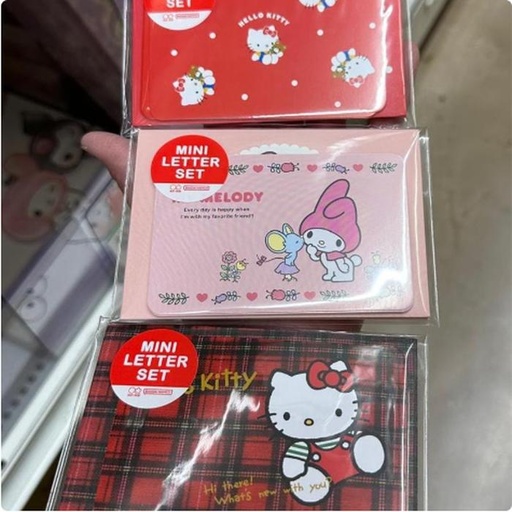 SET
HELLO KITTY
MINI
LETTER
SET
MELODY
Every day is happy when
I'm with my favorite friend!!
MINI
LETTER
SET
Kitty
Hi there!
What's new with you?